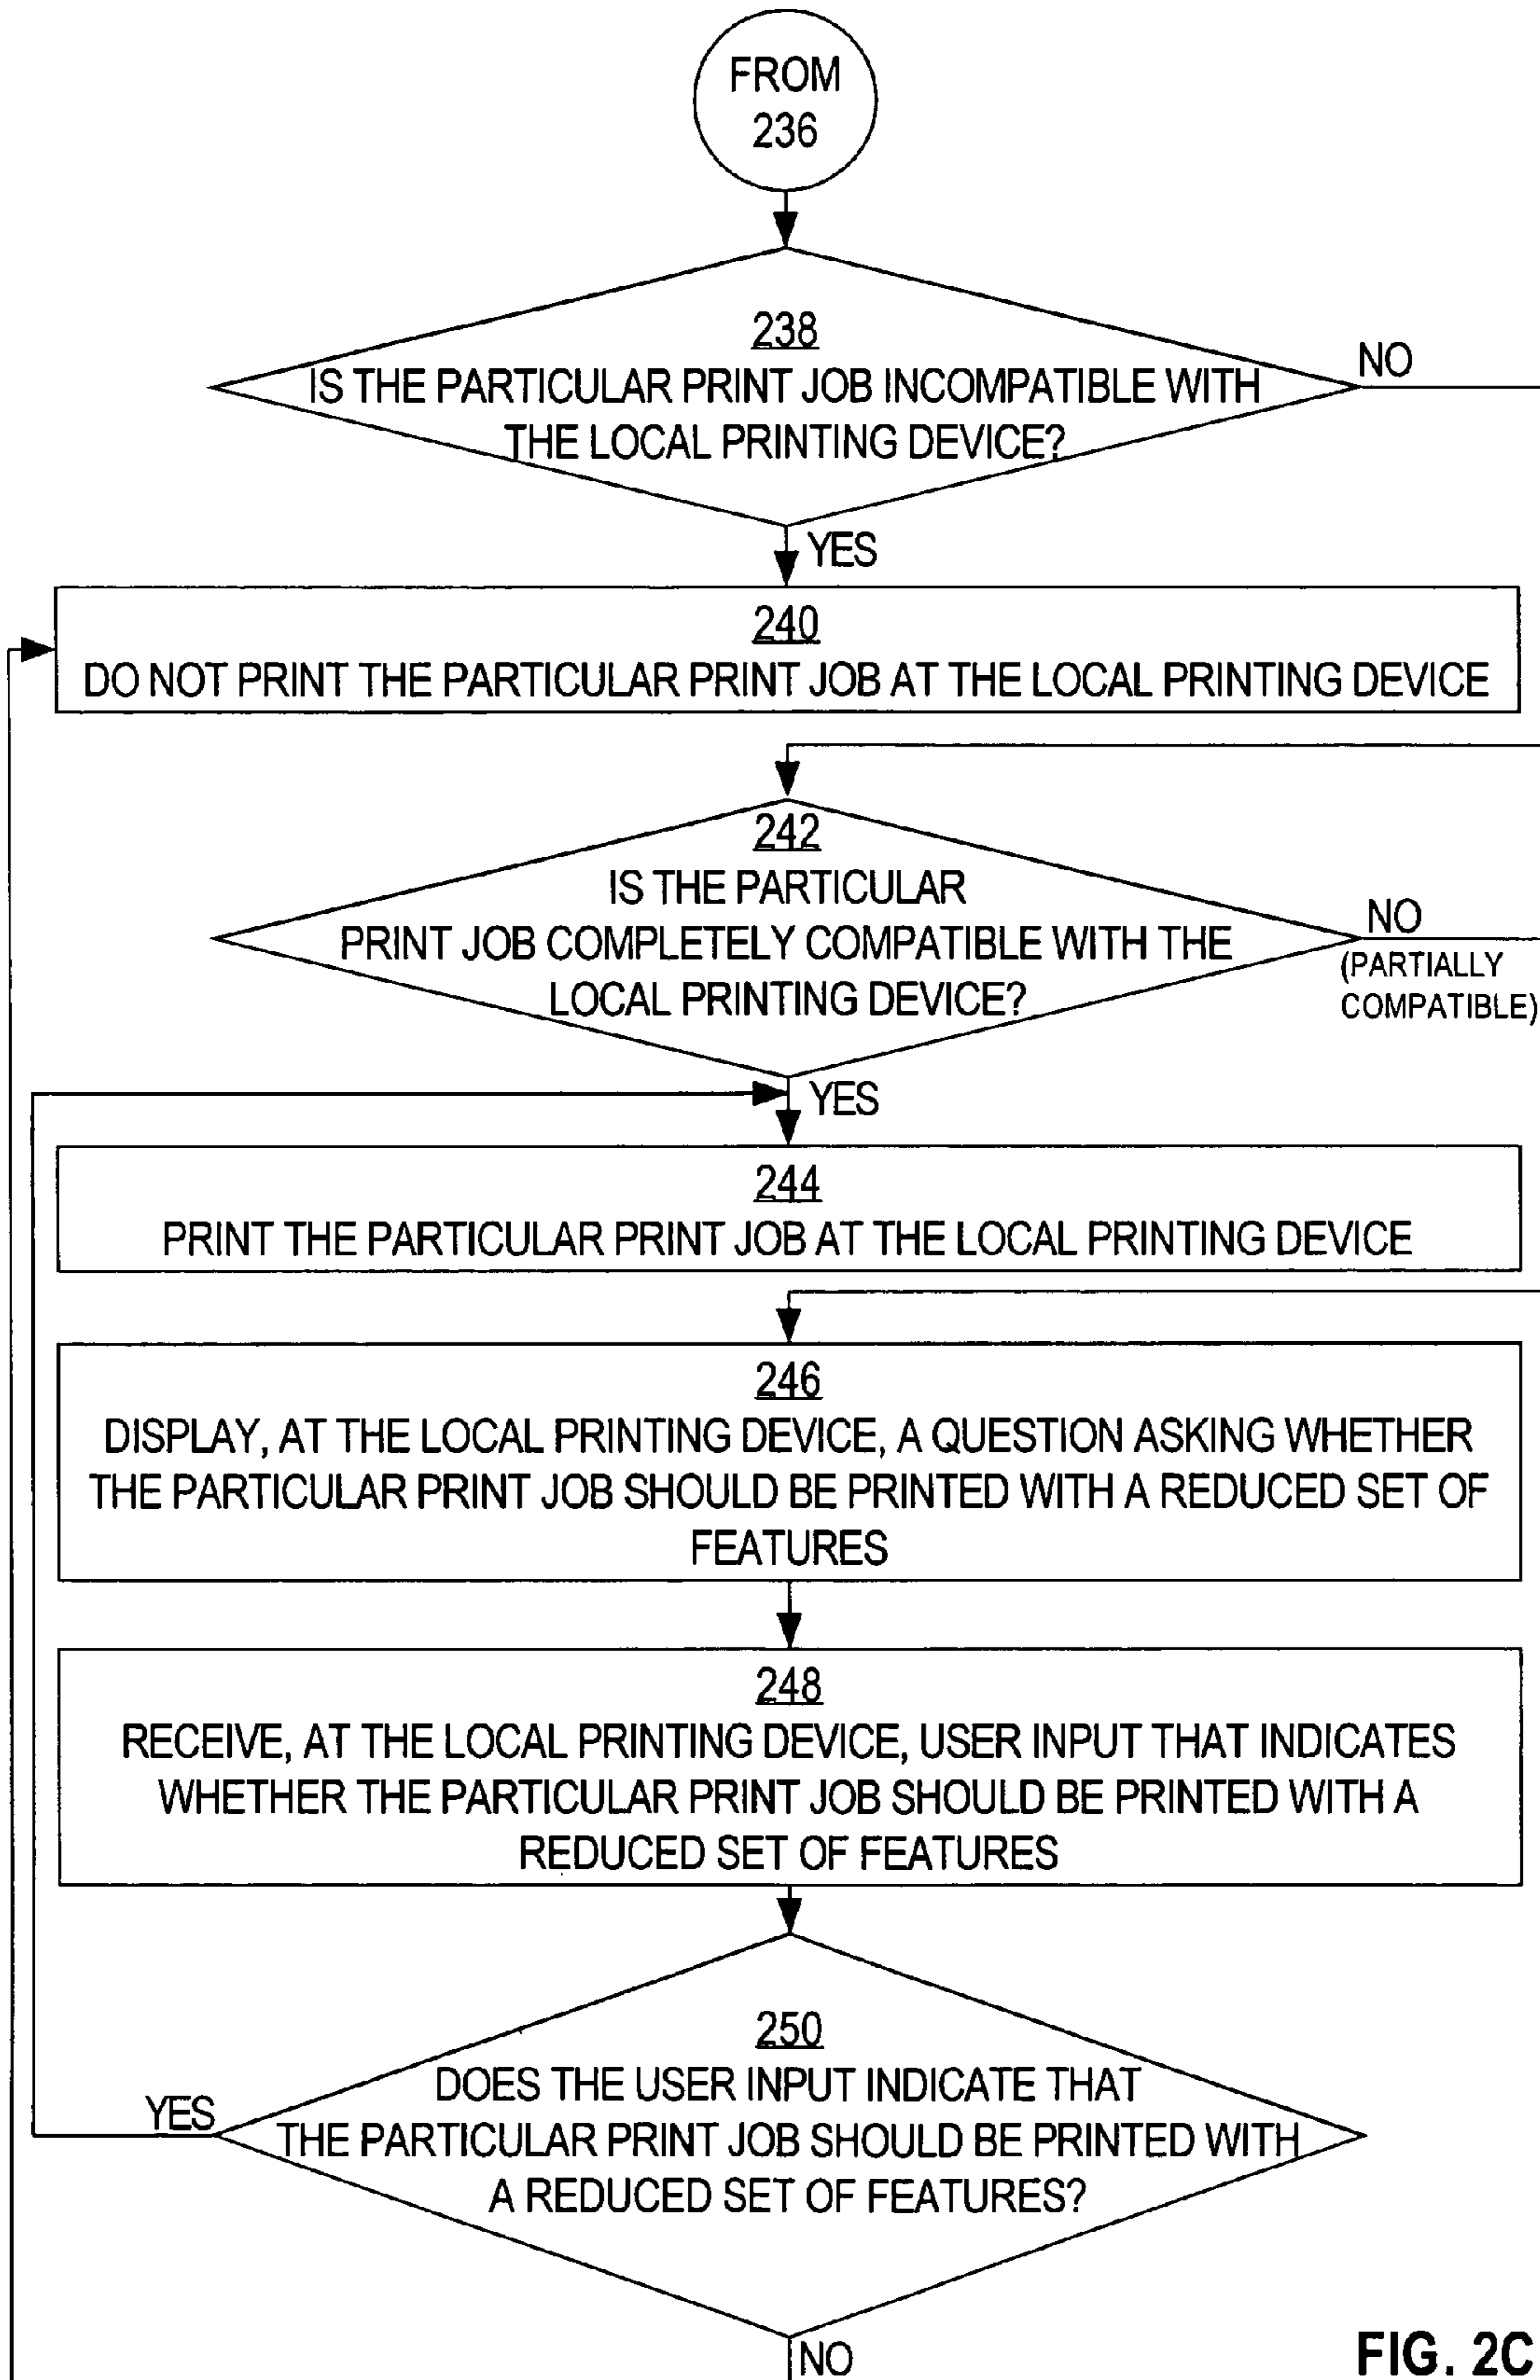 FROM
236
238
IS THE PARTICULAR PRINT JOB INCOMPATIBLE WITH
THE LOCAL PRINTING DEVICE?
NO
YES
240
DO NOT PRINT THE PARTICULAR PRINT JOB AT THE LOCAL PRINTING DEVICE
242
IS THE PARTICULAR
PRINT JOB COMPLETELY COMPATIBLE WITH THE
LOCAL PRINTING DEVICE?
NO
(PARTIALLY
COMPATIBLE)
YES
244
PRINT THE PARTICULAR PRINT JOB AT THE LOCAL PRINTING DEVICE
246
DISPLAY, AT THE LOCAL PRINTING DEVICE, A QUESTION ASKING WHETHER
THE PARTICULAR PRINT JOB SHOULD BE PRINTED WITH A REDUCED SET OF
FEATURES
248
RECEIVE, AT THE LOCAL PRINTING DEVICE, USER INPUT THAT INDICATES
WHETHER THE PARTICULAR PRINT JOB SHOULD BE PRINTED WITH A
REDUCED SET OF FEATURES
250
DOES THE USER INPUT INDICATE THAT
THE PARTICULAR PRINT JOB SHOULD BE PRINTED WITH
A REDUCED SET OF FEATURES?
YES
NO
FIG. 2C